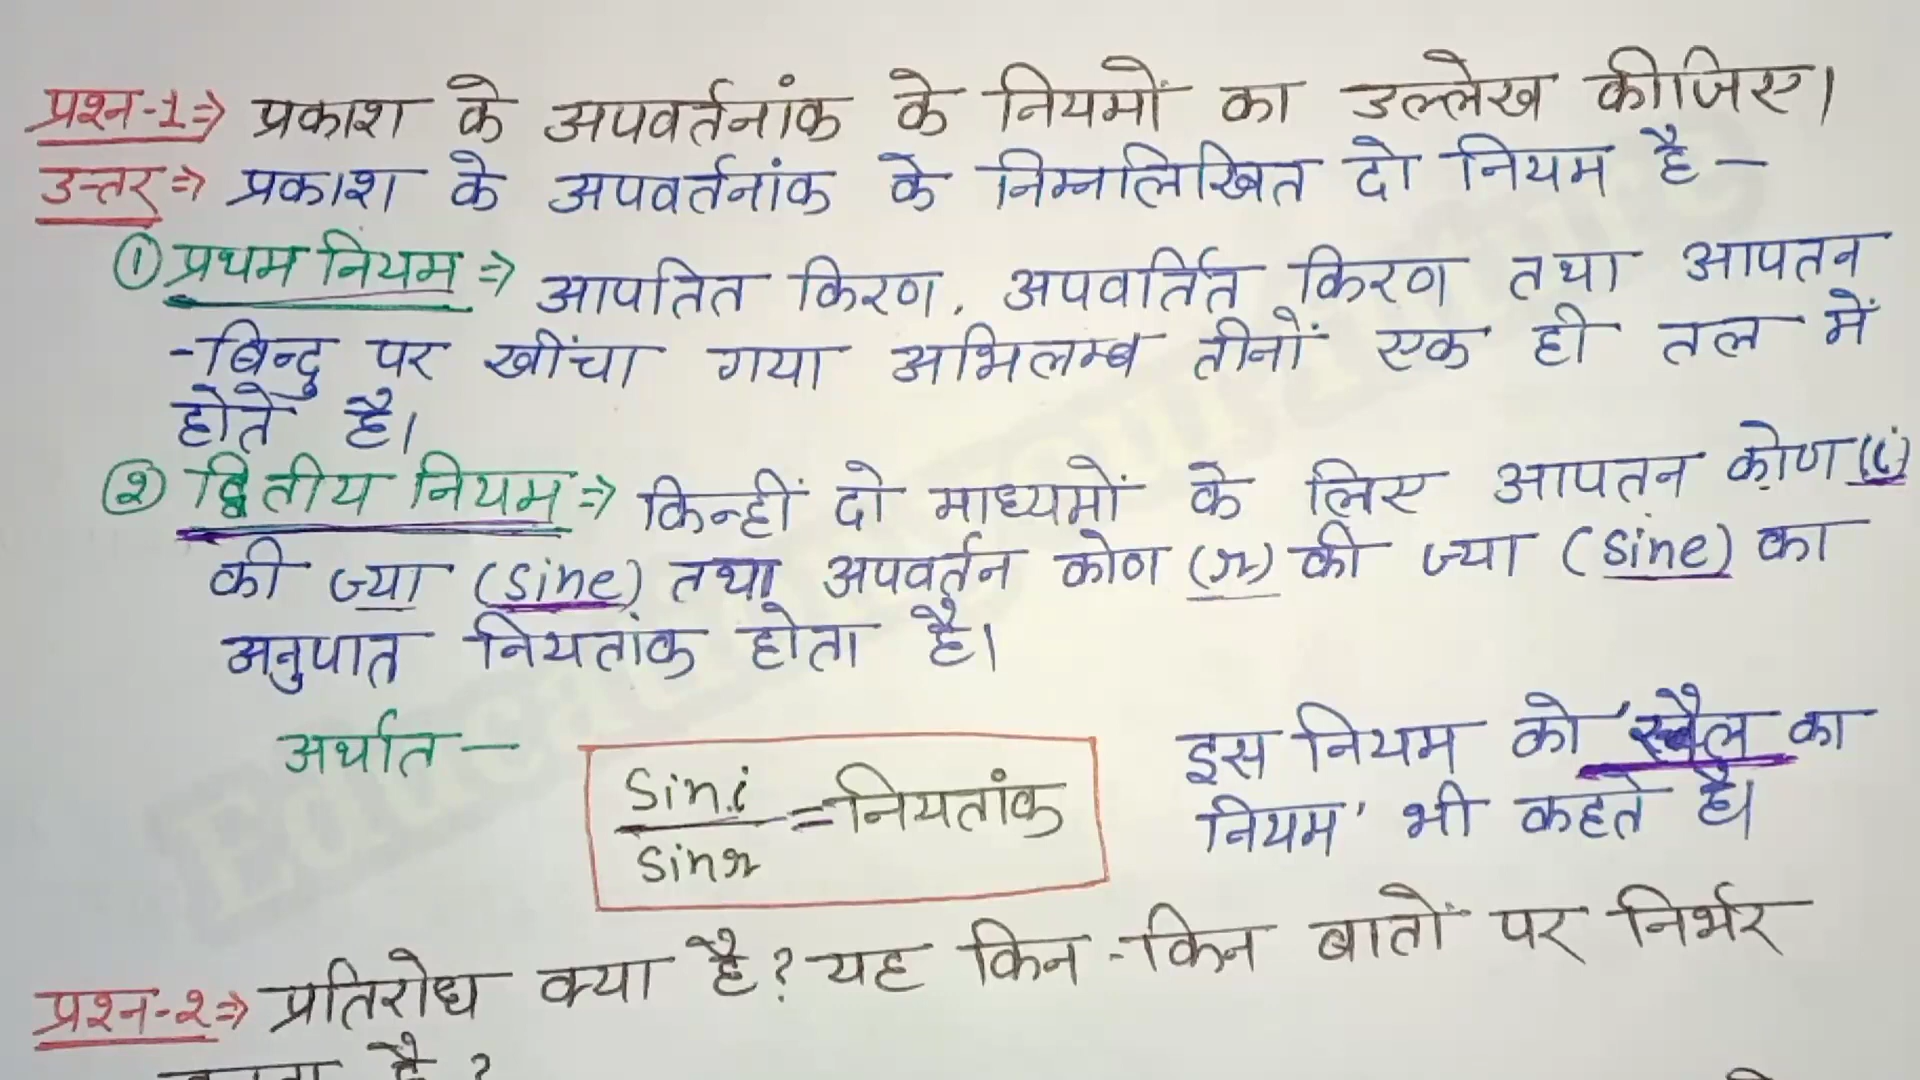 प्रश्न-1⇒ प्रकाश के अपवर्तनांक के नियमों का उल्लेख कीजिए।
उत्तर⇒ प्रकाश के अपवर्तनांक के निम्नलिखित दो नियम है –
① प्रथम नियम ⇒ आपतित किरण, अपवर्तित किरण तथा आपतन
-बिन्दु पर खींचा गया अभिलम्ब तीनों एक ही तल में
होते है।
② द्वितीय नियम ⇒ किन्हीं दो माध्यमों के लिए आपतन कोण (i)
की ज्या (sine) तथा अपवर्तन कोण (r) की ज्या (sine) का
अनुपात नियतांक होता है।
अर्थात –
sin i / sin r = नियतांक
इस नियम को 'स्नैल का
नियम' भी कहते है।
प्रश्न-2⇒ प्रतिरोध क्या है? यह किन-किन बातों पर निर्भर
है ?